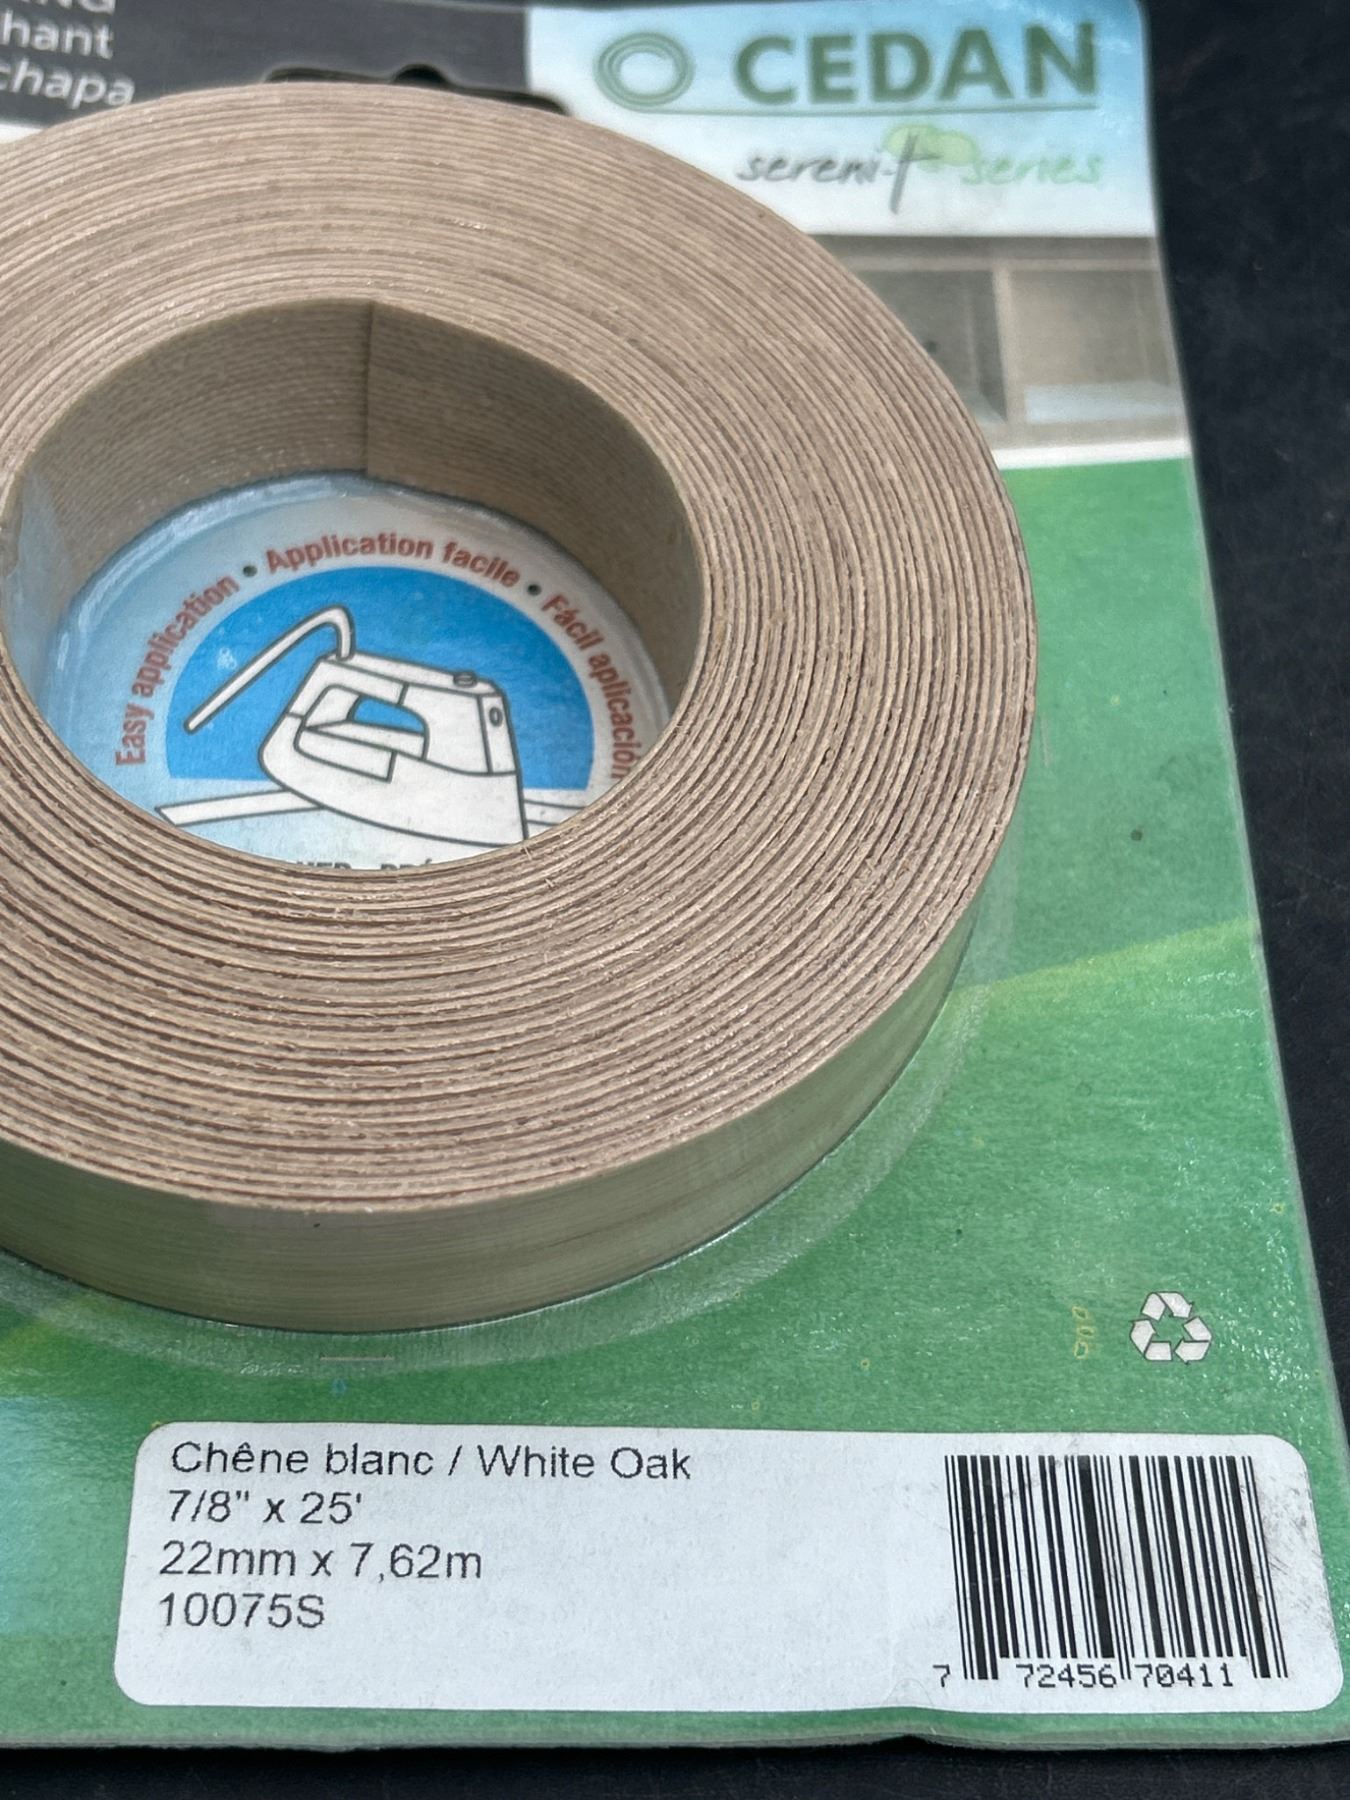 chant
chapa
CEDAN
sereni-t series
Easy application • Application facile • Fácil aplicación
Chêne blanc / White Oak
7/8" x 25'
22mm x 7,62m
10075S
7 72456 70411